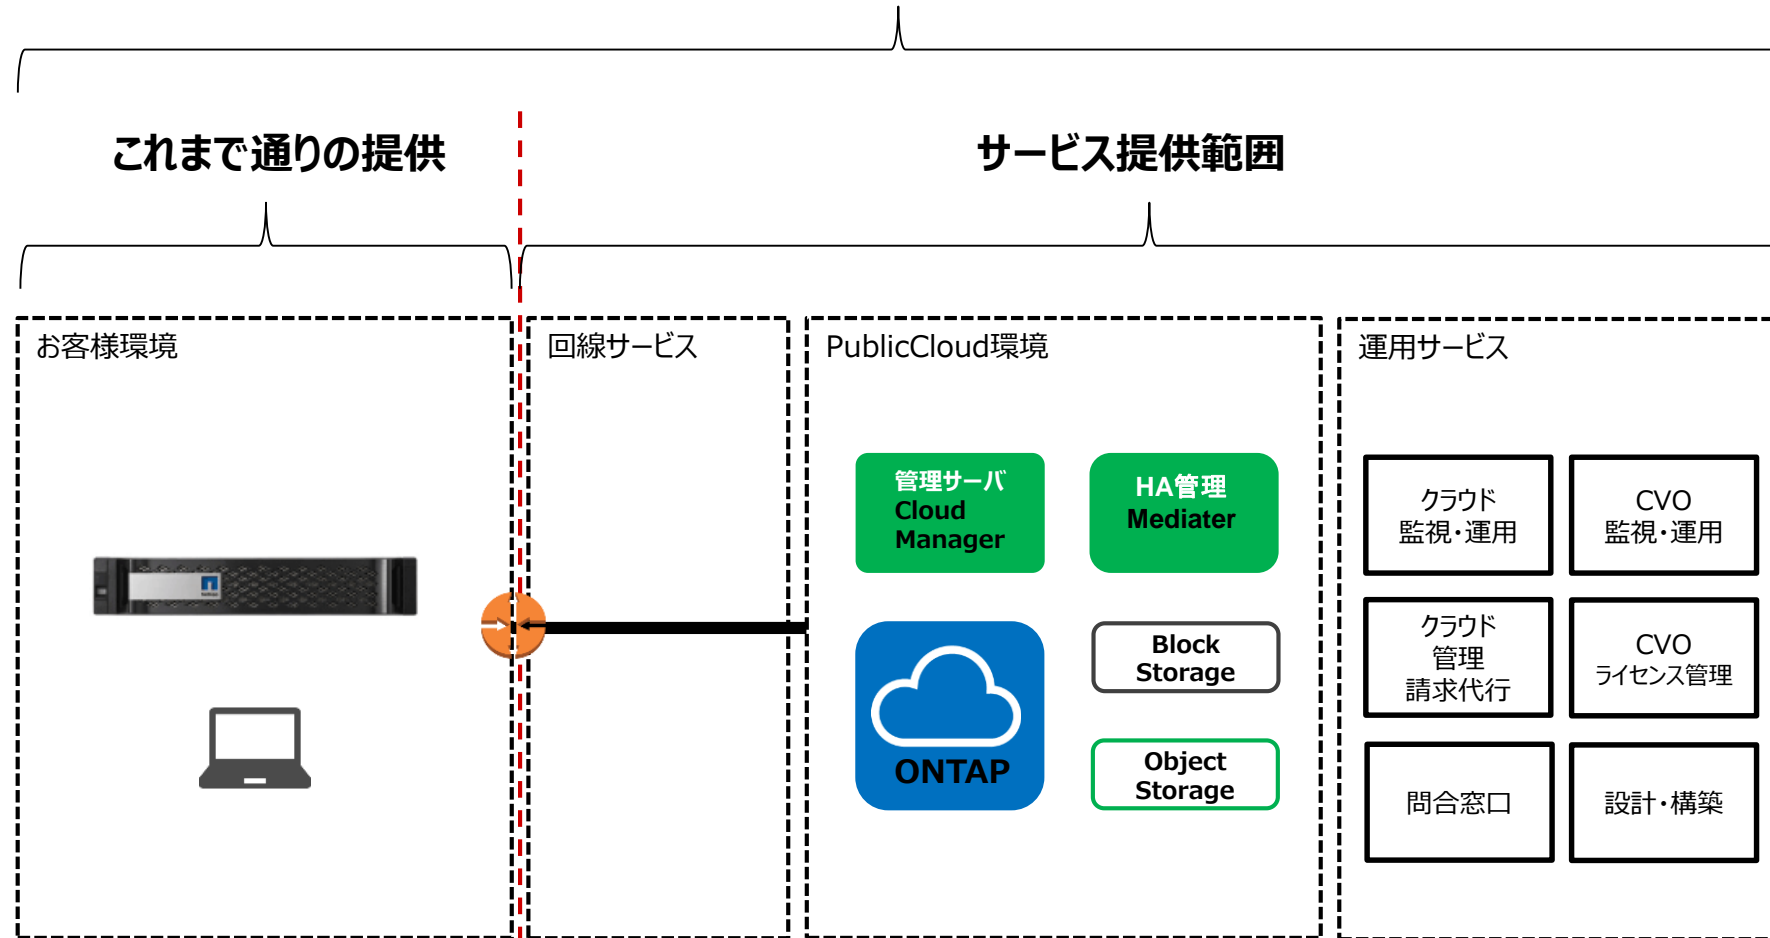 これまで通りの提供
サービス提供範囲
お客様環境
回線サービス
PublicCloud環境
管理サーバ
Cloud
Manager
HA管理
Mediater
ONTAP
Block
Storage
Object
Storage
運用サービス
クラウド
監視・運用
CVO
監視・運用
クラウド
管理
請求代行
CVO
ライセンス管理
問合窓口
設計・構築